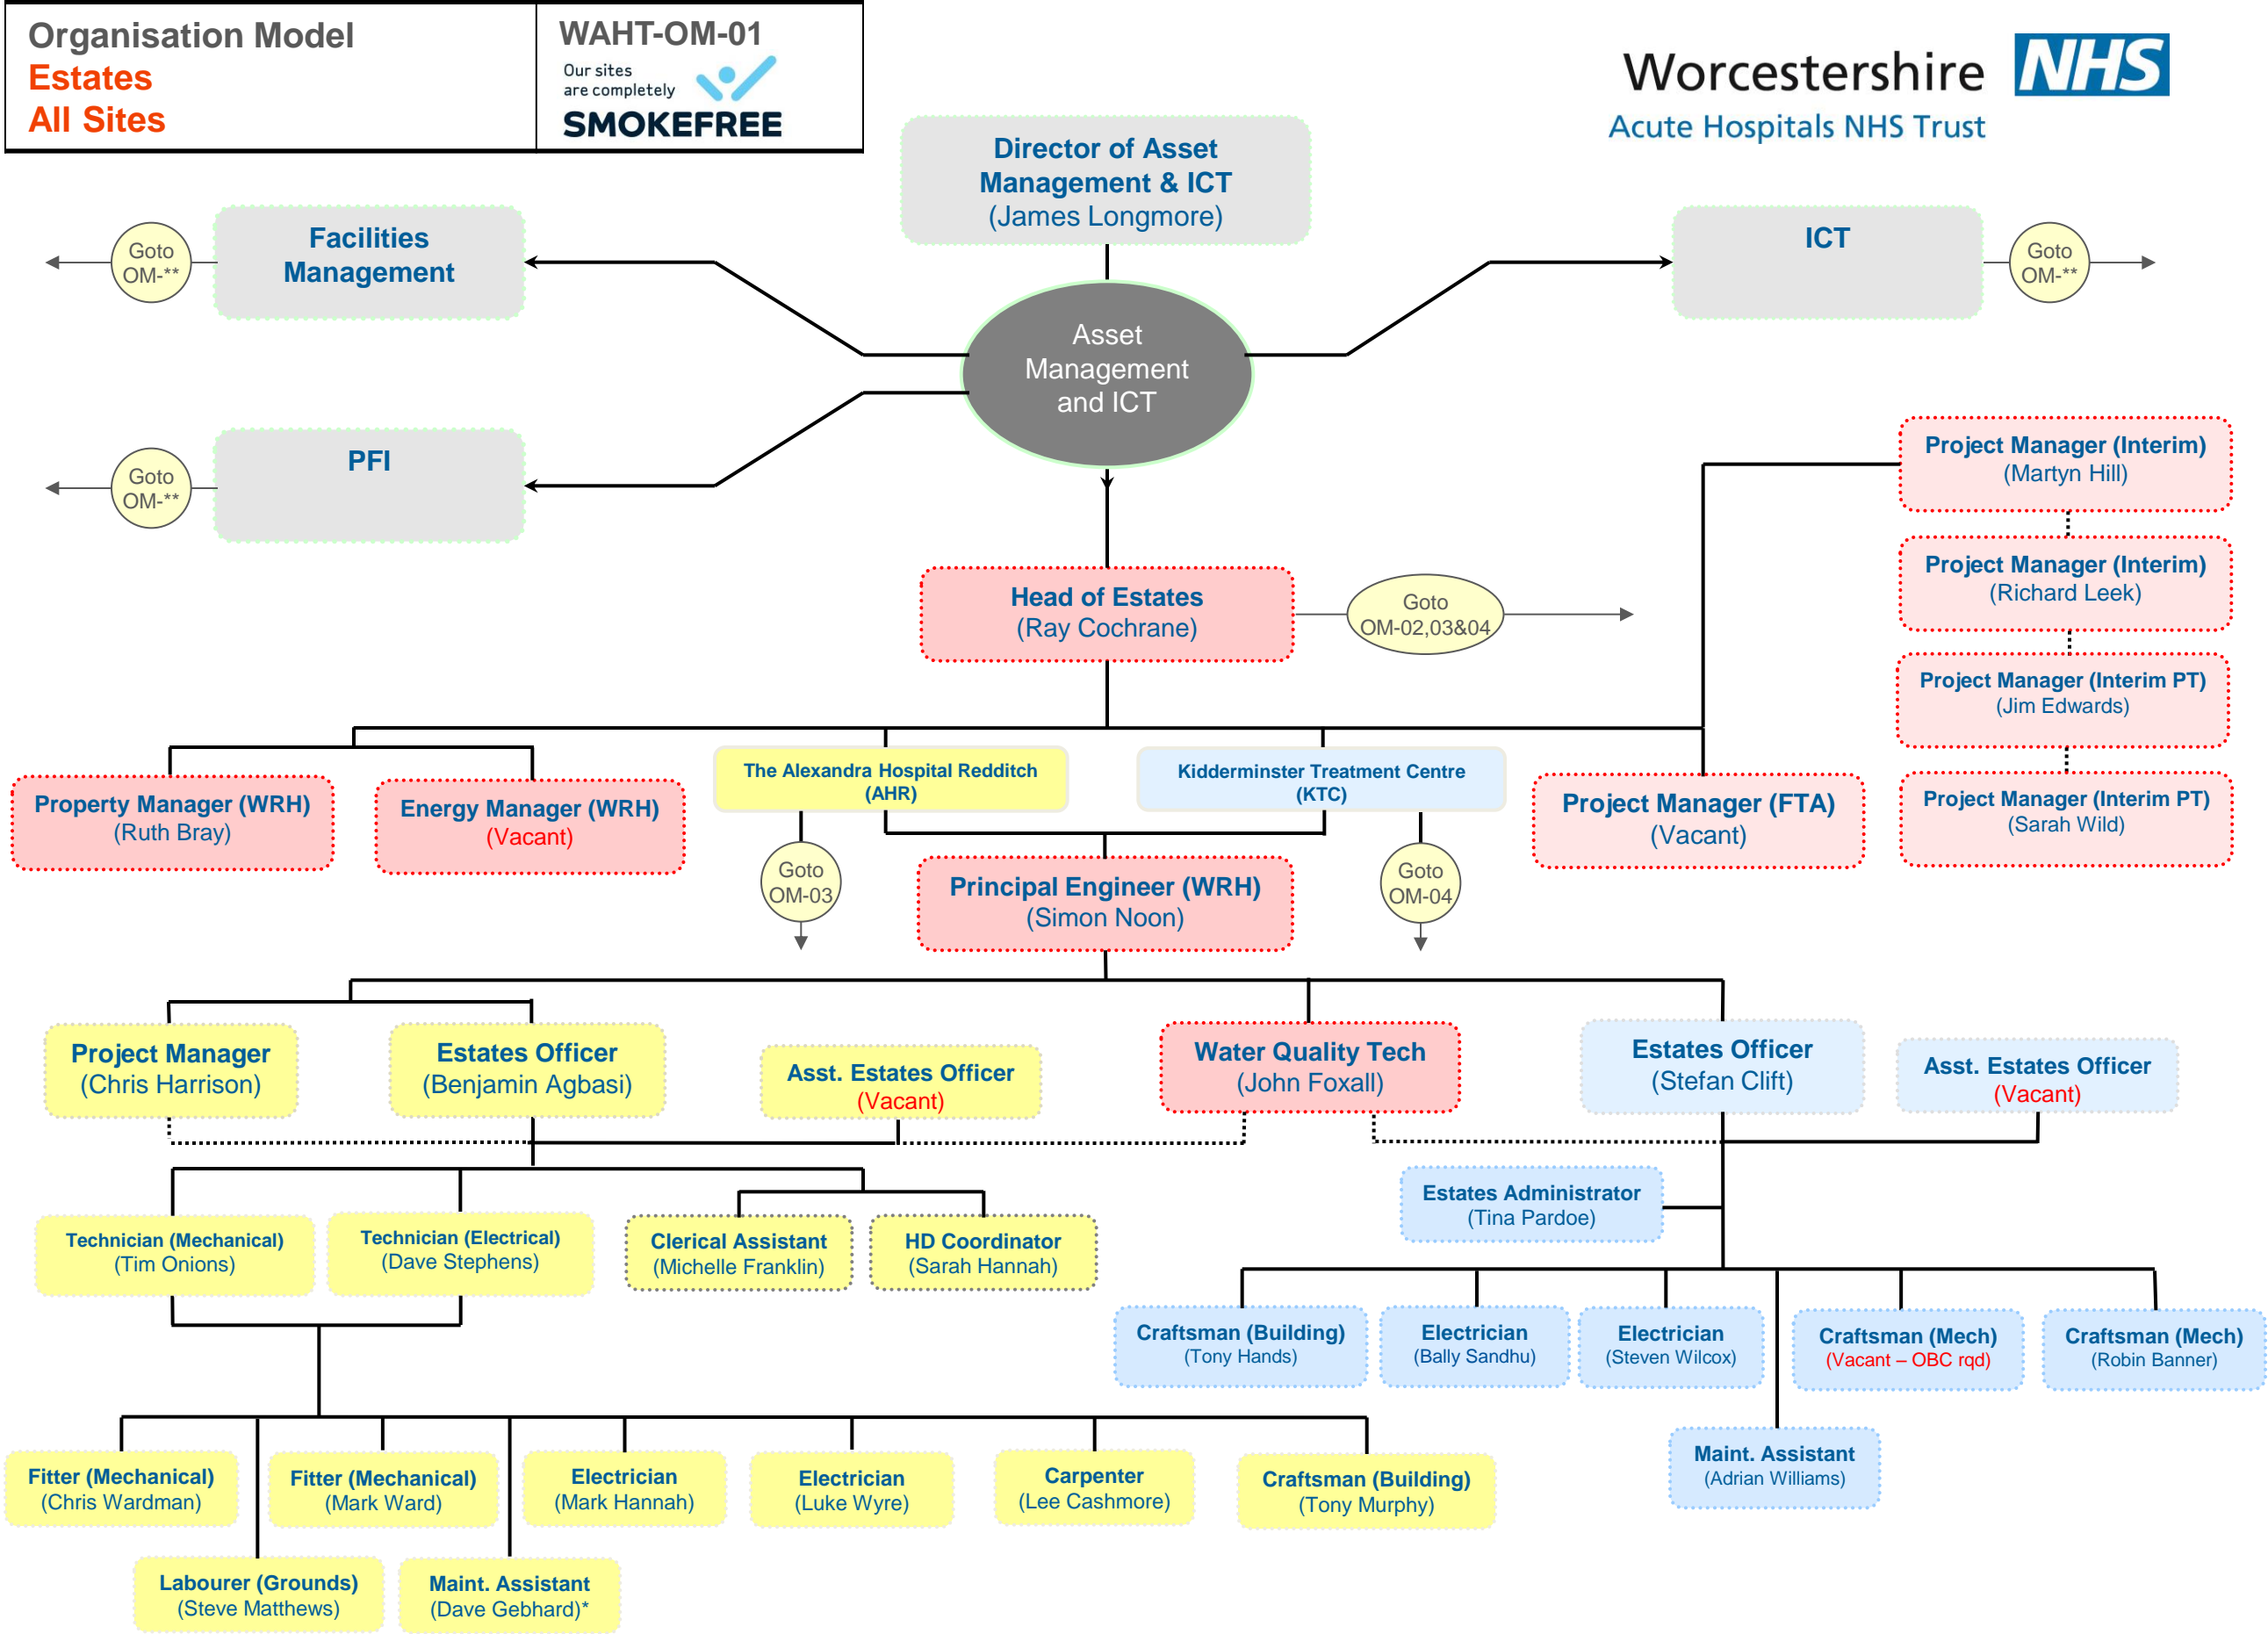 Organisation Model
Estates
All Sites
WAHT-OM-01
Our sites
are completely
SMOKEFREE
Worcestershire NHS
Acute Hospitals NHS Trust
Director of Asset
Management & ICT
(James Longmore)
Goto
OM-**
Facilities
Management
ICT
Goto
OM-**
Asset
Management
and ICT
Goto
OM-**
PFI
Project Manager (Interim)
(Martyn Hill)
Project Manager (Interim)
(Richard Leek)
Project Manager (Interim PT)
(Jim Edwards)
Project Manager (Interim PT)
(Sarah Wild)
Head of Estates
(Ray Cochrane)
Goto
OM-02,03&04
Property Manager (WRH)
(Ruth Bray)
Energy Manager (WRH)
(Vacant)
The Alexandra Hospital Redditch
(AHR)
Kidderminster Treatment Centre
(KTC)
Project Manager (FTA)
(Vacant)
Goto
OM-03
Principal Engineer (WRH)
(Simon Noon)
Goto
OM-04
Project Manager
(Chris Harrison)
Estates Officer
(Benjamin Agbasi)
Asst. Estates Officer
(Vacant)
Water Quality Tech
(John Foxall)
Estates Officer
(Stefan Clift)
Asst. Estates Officer
(Vacant)
Estates Administrator
(Tina Pardoe)
Technician (Mechanical)
(Tim Onions)
Technician (Electrical)
(Dave Stephens)
Clerical Assistant
(Michelle Franklin)
HD Coordinator
(Sarah Hannah)
Craftsman (Building)
(Tony Hands)
Electrician
(Bally Sandhu)
Electrician
(Steven Wilcox)
Craftsman (Mech)
(Vacant – OBC rqd)
Craftsman (Mech)
(Robin Banner)
Maint. Assistant
(Adrian Williams)
Fitter (Mechanical)
(Chris Wardman)
Fitter (Mechanical)
(Mark Ward)
Electrician
(Mark Hannah)
Electrician
(Luke Wyre)
Carpenter
(Lee Cashmore)
Craftsman (Building)
(Tony Murphy)
Labourer (Grounds)
(Steve Matthews)
Maint. Assistant
(Dave Gebhard)*